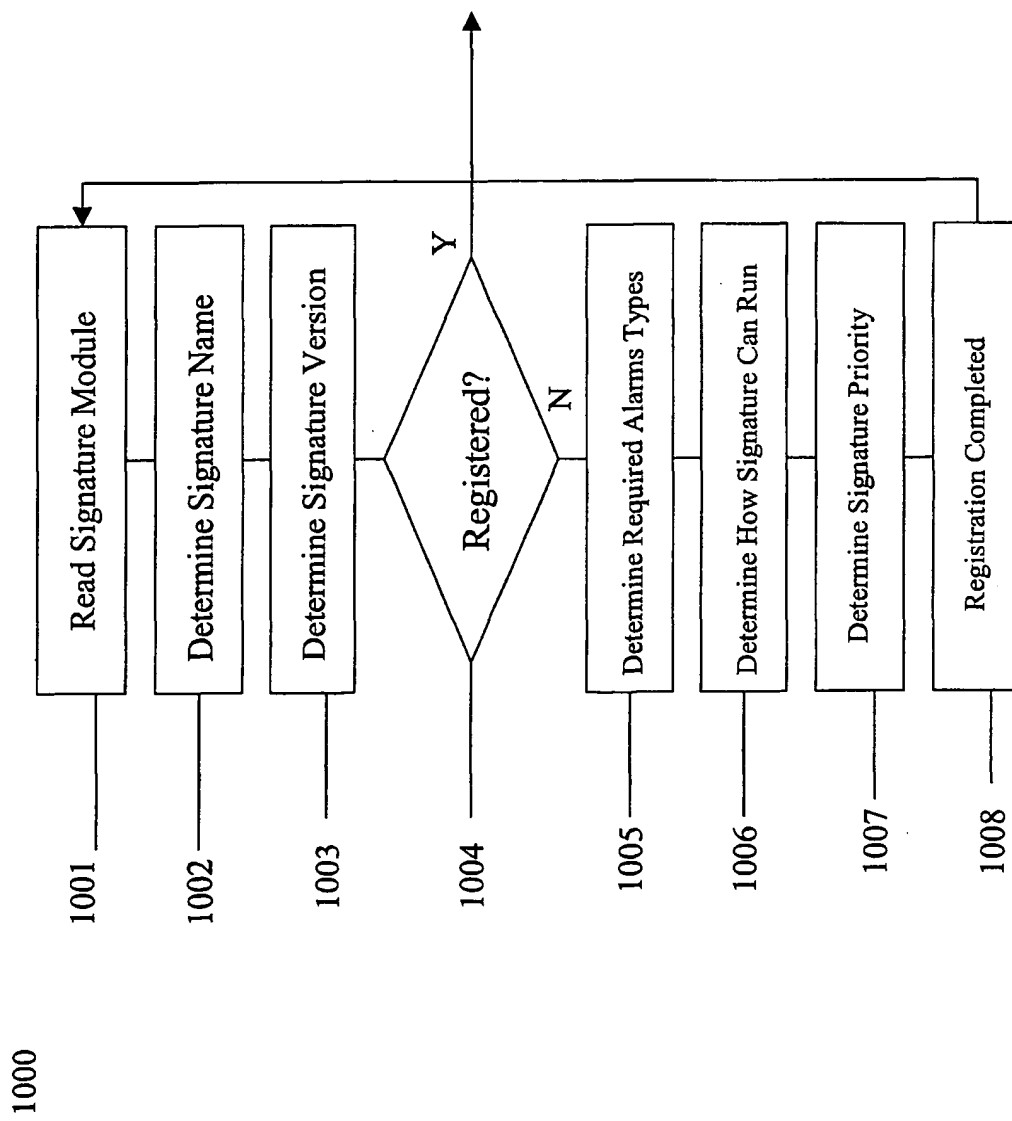 1000
1001
Read Signature Module
1002
Determine Signature Name
1003
Determine Signature Version
1004
Registered?
Y
N
1005
Determine Required Alarms Types
1006
Determine How Signature Can Run
1007
Determine Signature Priority
1008
Registration Completed